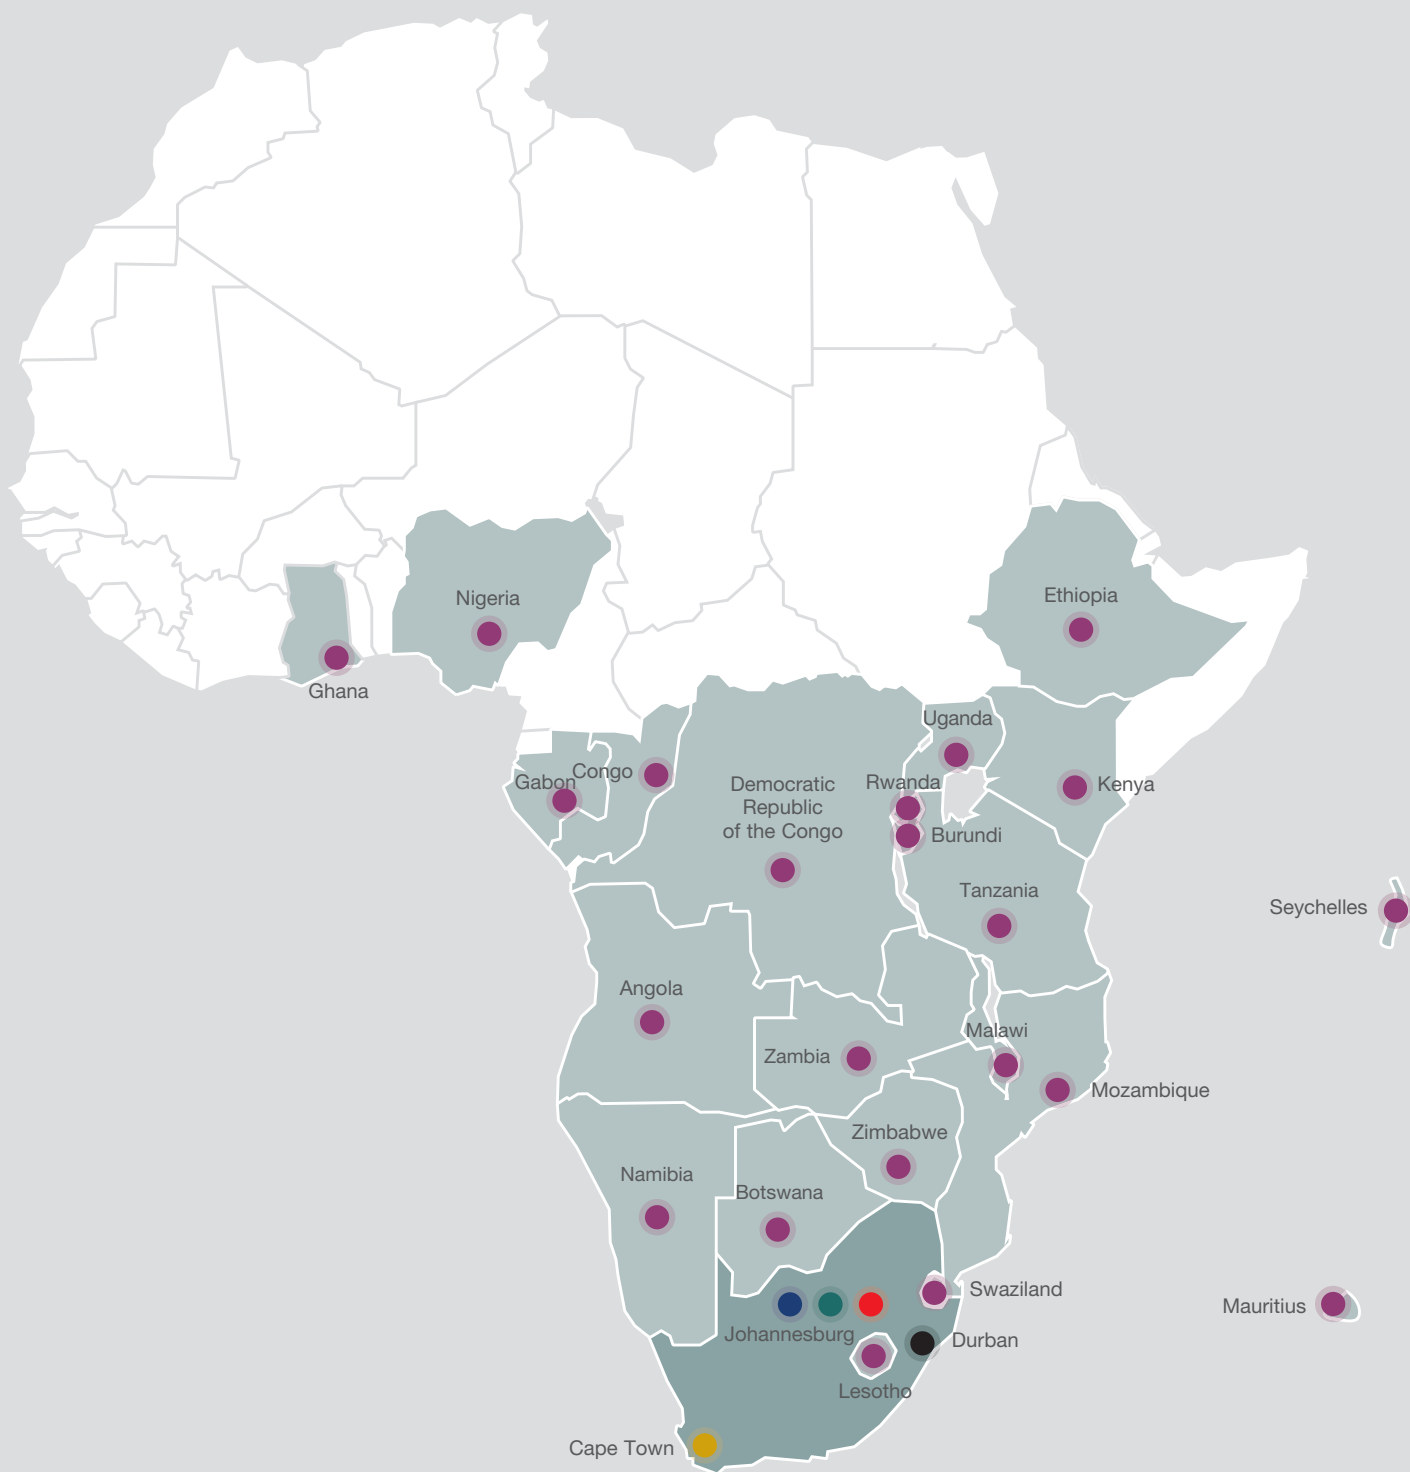 Nigeria
Ethiopia
Ghana
Uganda
Gabon
Congo
Democratic
Republic
of the Congo
Rwanda
Kenya
Burundi
Tanzania
Seychelles
Angola
Malawi
Zambia
Mozambique
Zimbabwe
Namibia
Botswana
Swaziland
Mauritius
Johannesburg
Durban
Lesotho
Cape Town